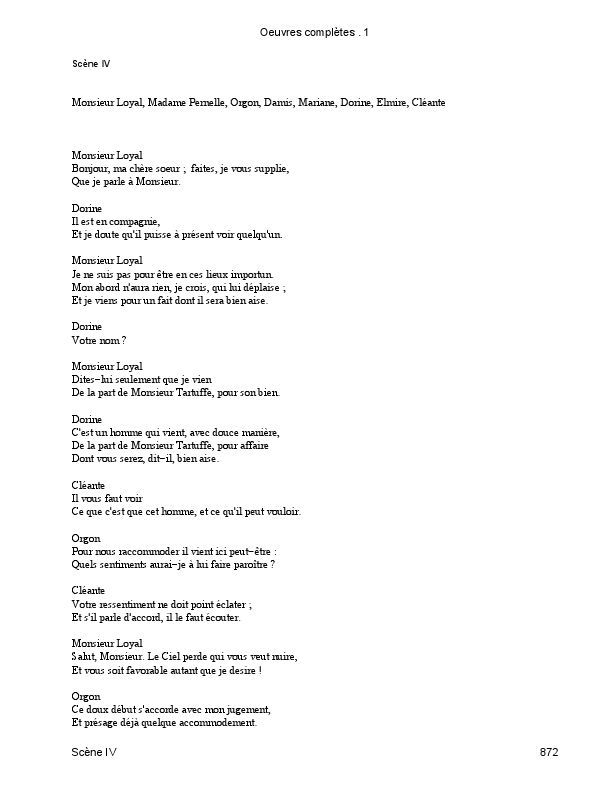 Oeuvres complètes . 1
Scène IV
Monsieur Loyal, Madame Pernelle, Orgon, Damis, Mariane, Dorine, Elmire, Cléante
Monsieur Loyal
Bonjour, ma chère soeur ; faites, je vous supplie,
Que je parle à Monsieur.
Dorine
Il est en compagnie,
Et je doute qu'il puisse à présent voir quelqu'un.
Monsieur Loyal
Je ne suis pas pour être en ces lieux importun.
Mon abord n'aura rien, je crois, qui lui déplaise ;
Et je viens pour un fait dont il sera bien aise.
Dorine
Votre nom ?
Monsieur Loyal
Dites−lui seulement que je vien
De la part de Monsieur Tartuffe, pour son bien.
Dorine
C'est un homme qui vient, avec douce manière,
De la part de Monsieur Tartuffe, pour affaire
Dont vous serez, dit−il, bien aise.
Cléante
Il vous faut voir
Ce que c'est que cet homme, et ce qu'il peut vouloir.
Orgon
Pour nous raccommoder il vient ici peut−être :
Quels sentiments aurai−je à lui faire paroître ?
Cléante
Votre ressentiment ne doit point éclater ;
Et s'il parle d'accord, il le faut écouter.
Monsieur Loyal
Salut, Monsieur. Le Ciel perde qui vous veut nuire,
Et vous soit favorable autant que je desire !
Orgon
Ce doux début s'accorde avec mon jugement,
Et présage déjà quelque accommodement.
Scène IV 872